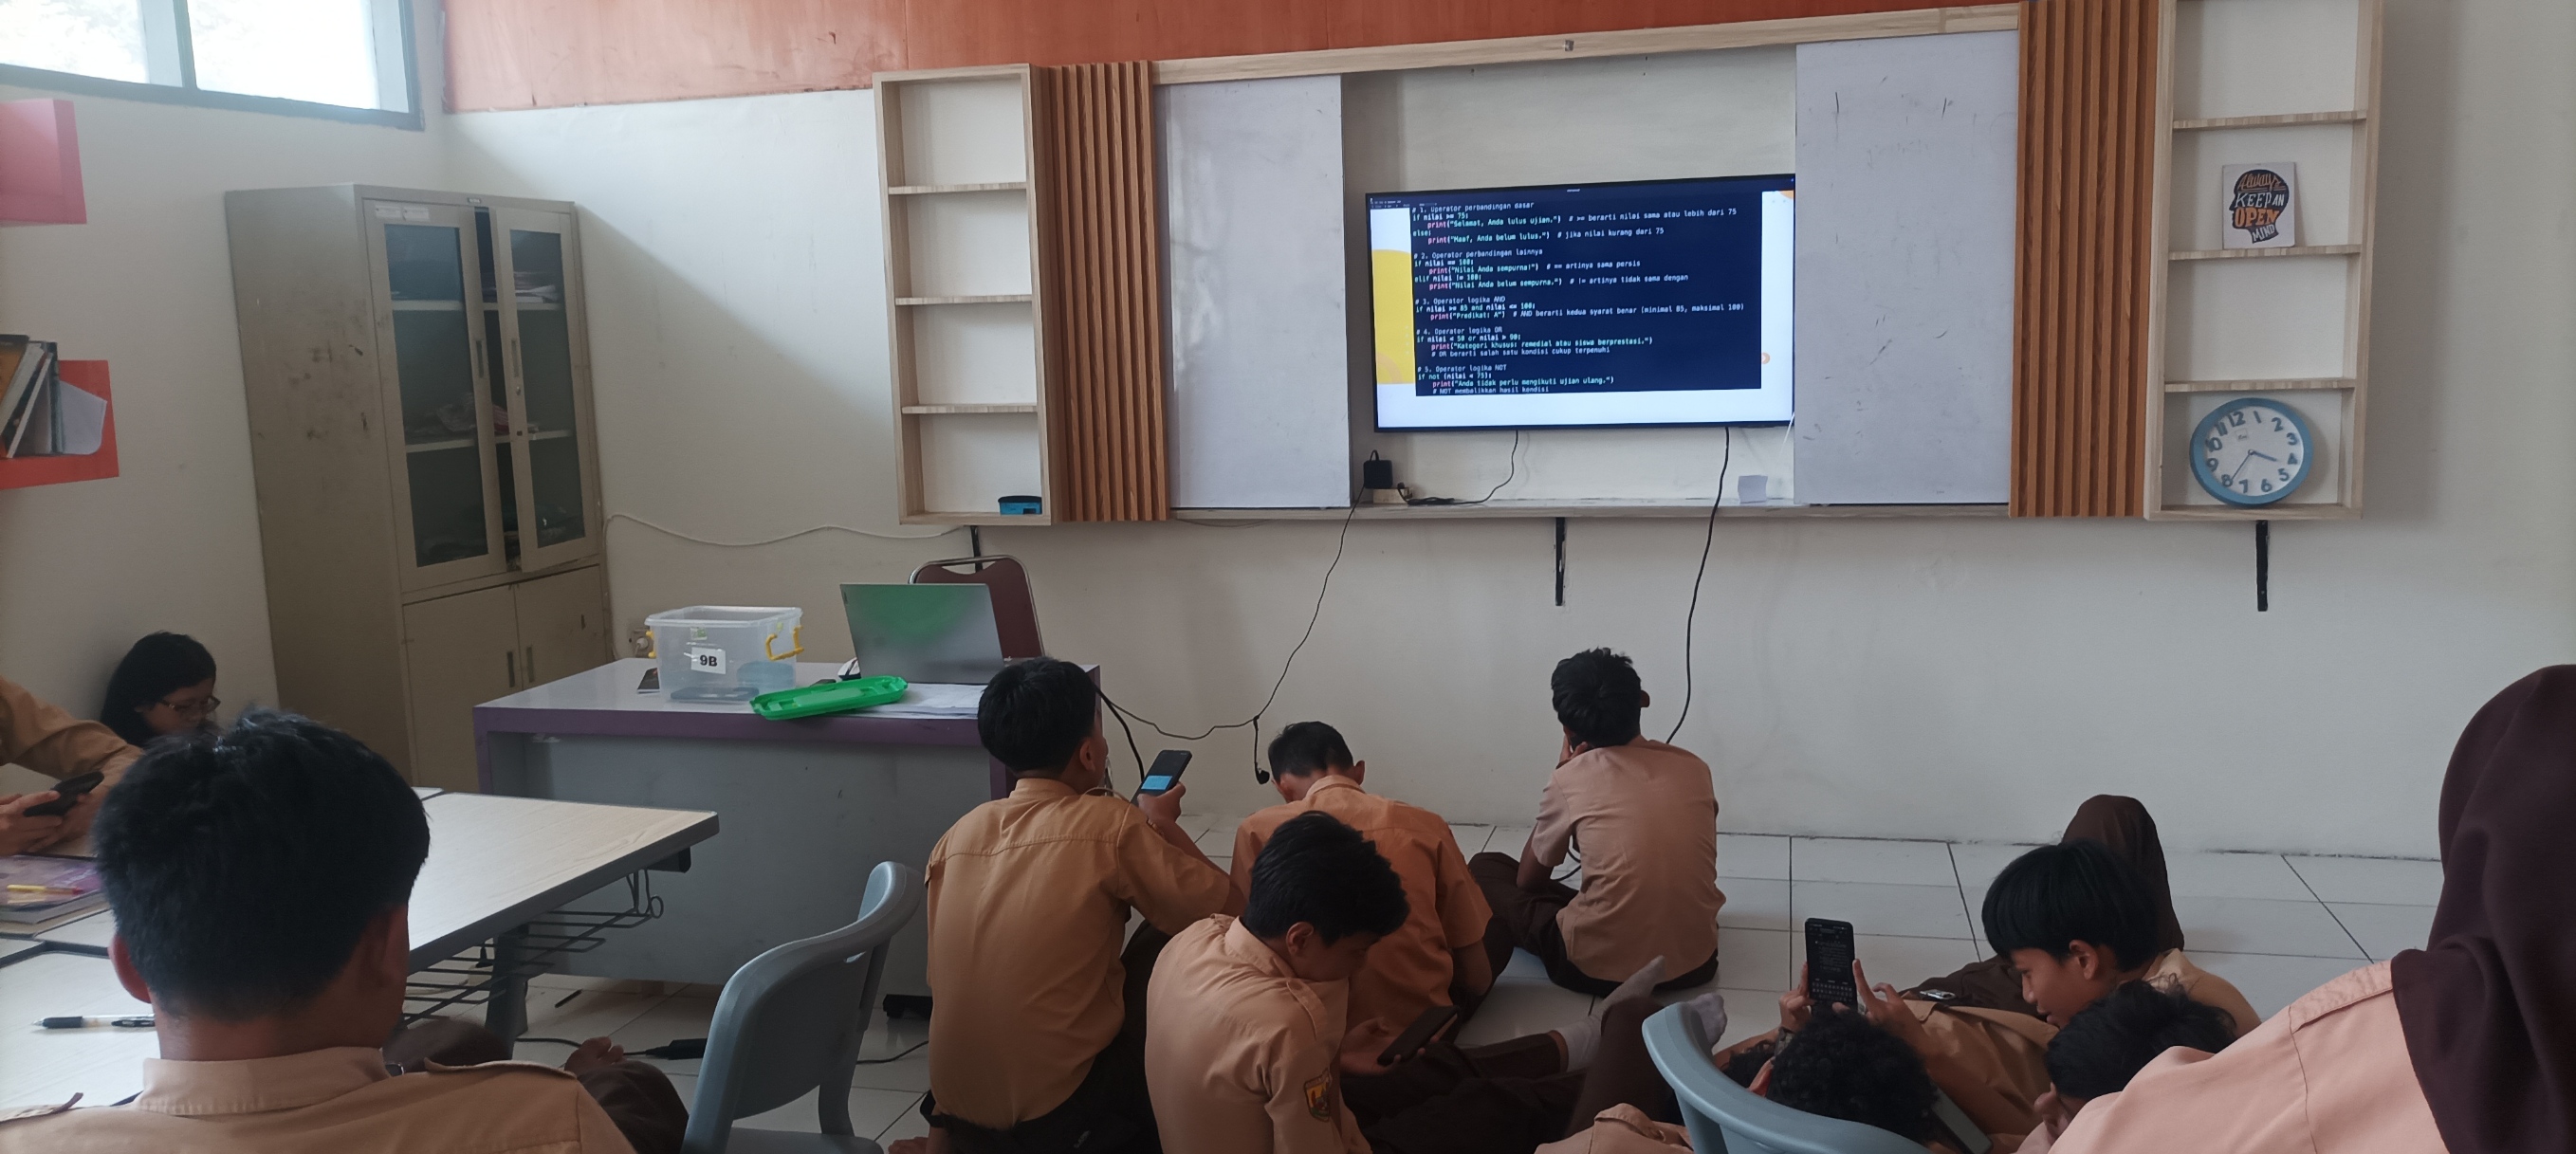 # 1. Operator perbandingan dasar
if nilai >= 75:
print("Selamat, Anda lulus ujian.") # >= berarti nilai sama atau lebih dari 75
else:
print("Maaf, Anda belum lulus.") # jika nilai kurang dari 75
# 2. Operator perbandingan lainnya
if nilai == 100:
print("Nilai Anda sempurna!") # == artinya sama persis
elif nilai != 100:
print("Nilai Anda belum sempurna.") # != artinya tidak sama dengan
# 3. Operator logika AND
if nilai >= 85 and nilai <= 100:
print("Predikat: A") # AND berarti kedua syarat benar (minimal 85, maksimal 100)
# 4. Operator logika OR
if nilai < 50 or nilai > 90:
print("Kategori khusus: remedial atau siswa berprestasi.")
# OR berarti salah satu kondisi cukup terpenuhi
# 5. Operator logika NOT
if not (nilai < 75):
print("Anda tidak perlu mengikuti ujian ulang.")
# NOT membalikkan hasil kondisi
Always
KEEP AN
OPEN
MIND
12
1
2
3
4
5
6
7
8
9
10
11
9B